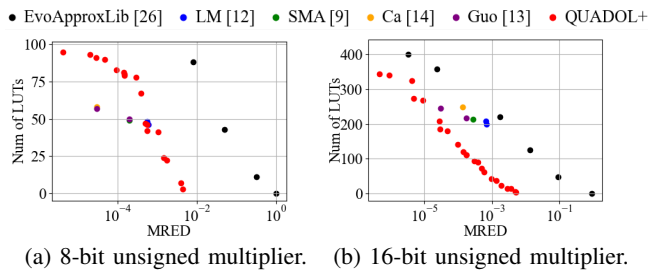 EvoApproxLib [26] LM [12] SMA [9] Ca [14] Guo [13] QUADOL+
100
75
50
25
0
Num of LUTs
10⁻⁴ 10⁻² 10⁰
MRED
400
300
200
100
0
Num of LUTs
10⁻⁵ 10⁻³ 10⁻¹
MRED
(a) 8-bit unsigned multiplier. (b) 16-bit unsigned multiplier.